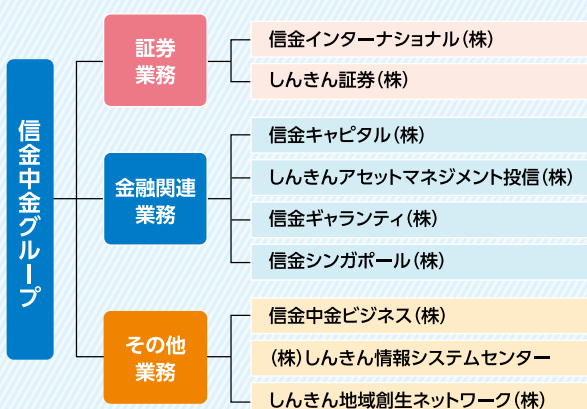 信金中金グループ
証券
業務
信金インターナショナル(株)
しんきん証券(株)
金融関連
業務
信金キャピタル(株)
しんきんアセットマネジメント投信(株)
信金ギャランティ(株)
信金シンガポール(株)
その他
業務
信金中金ビジネス(株)
(株)しんきん情報システムセンター
しんきん地域創生ネットワーク(株)